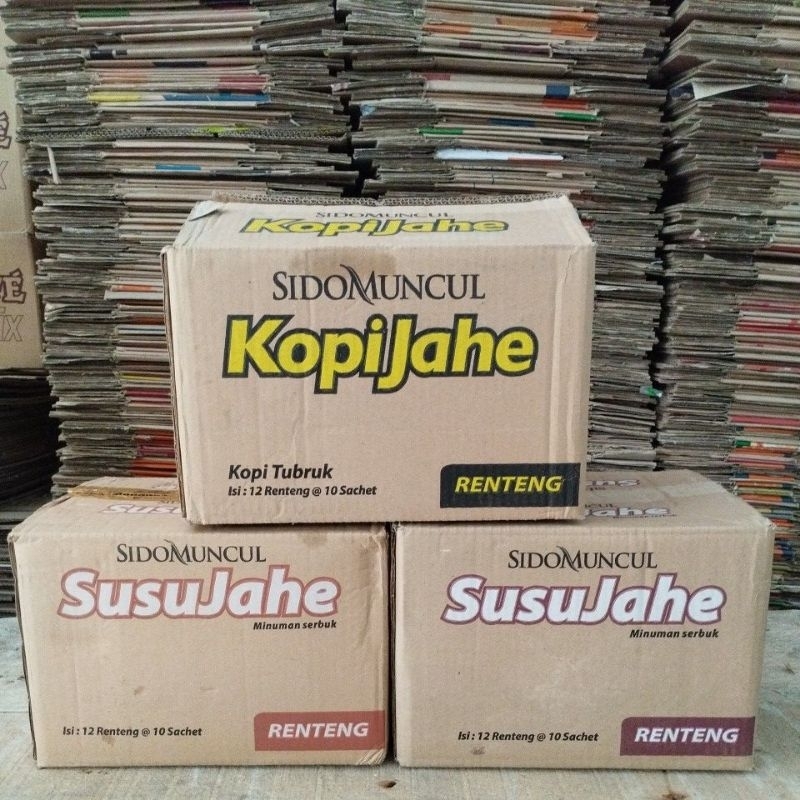 SIDOMUNCUL
KopiJahe
SIDOMUNCUL
KopiJahe
Kopi Tubruk
Isi : 12 Renteng @ 10 Sachet
RENTENG
SIDOMUNCUL
SusuJahe
Minuman serbuk
Isi : 12 Renteng @ 10 Sachet
RENTENG
SIDOMUNCUL
SusuJahe
Minuman serbuk
Isi : 12 Renteng @ 10 Sachet
RENTENG